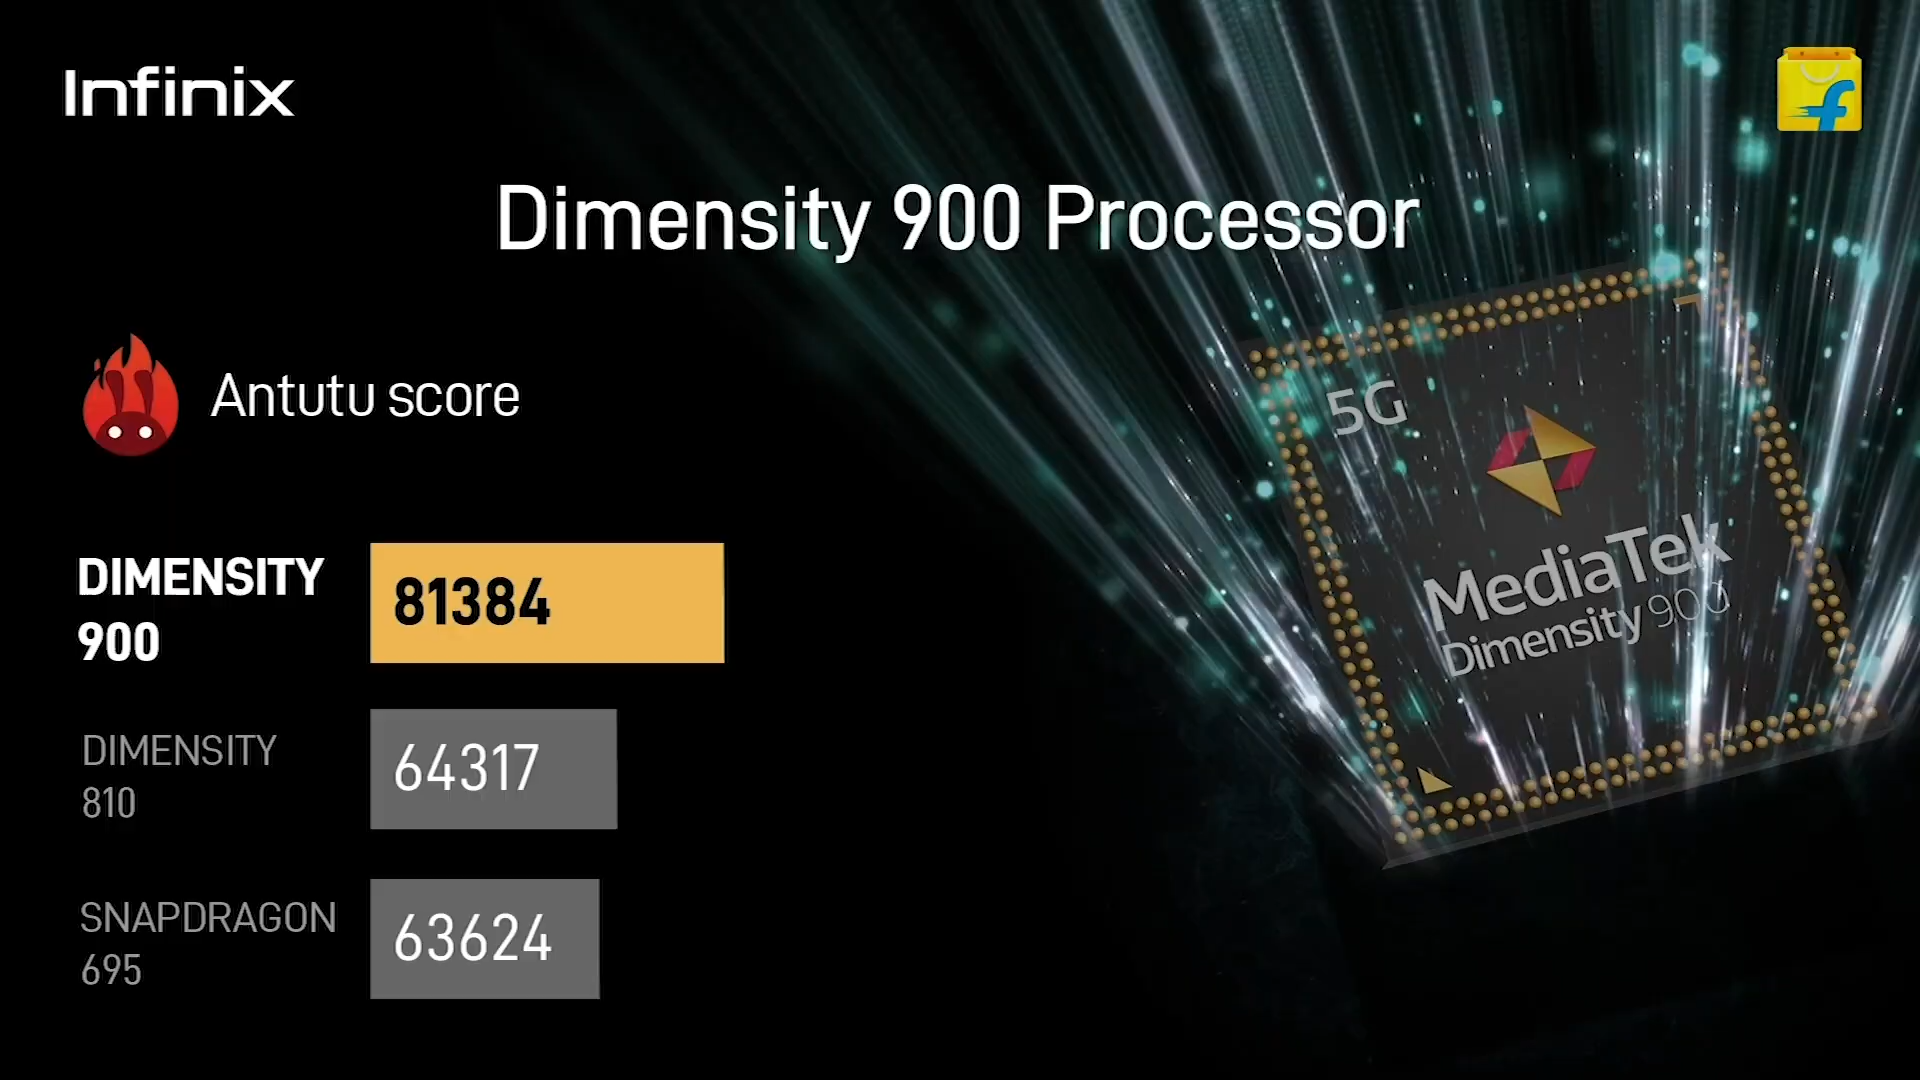 Infinix
Dimensity 900 Processor
Antutu score
5G
MediaTek
Dimensity 900
DIMENSITY
900
81384
DIMENSITY
810
64317
SNAPDRAGON
695
63624